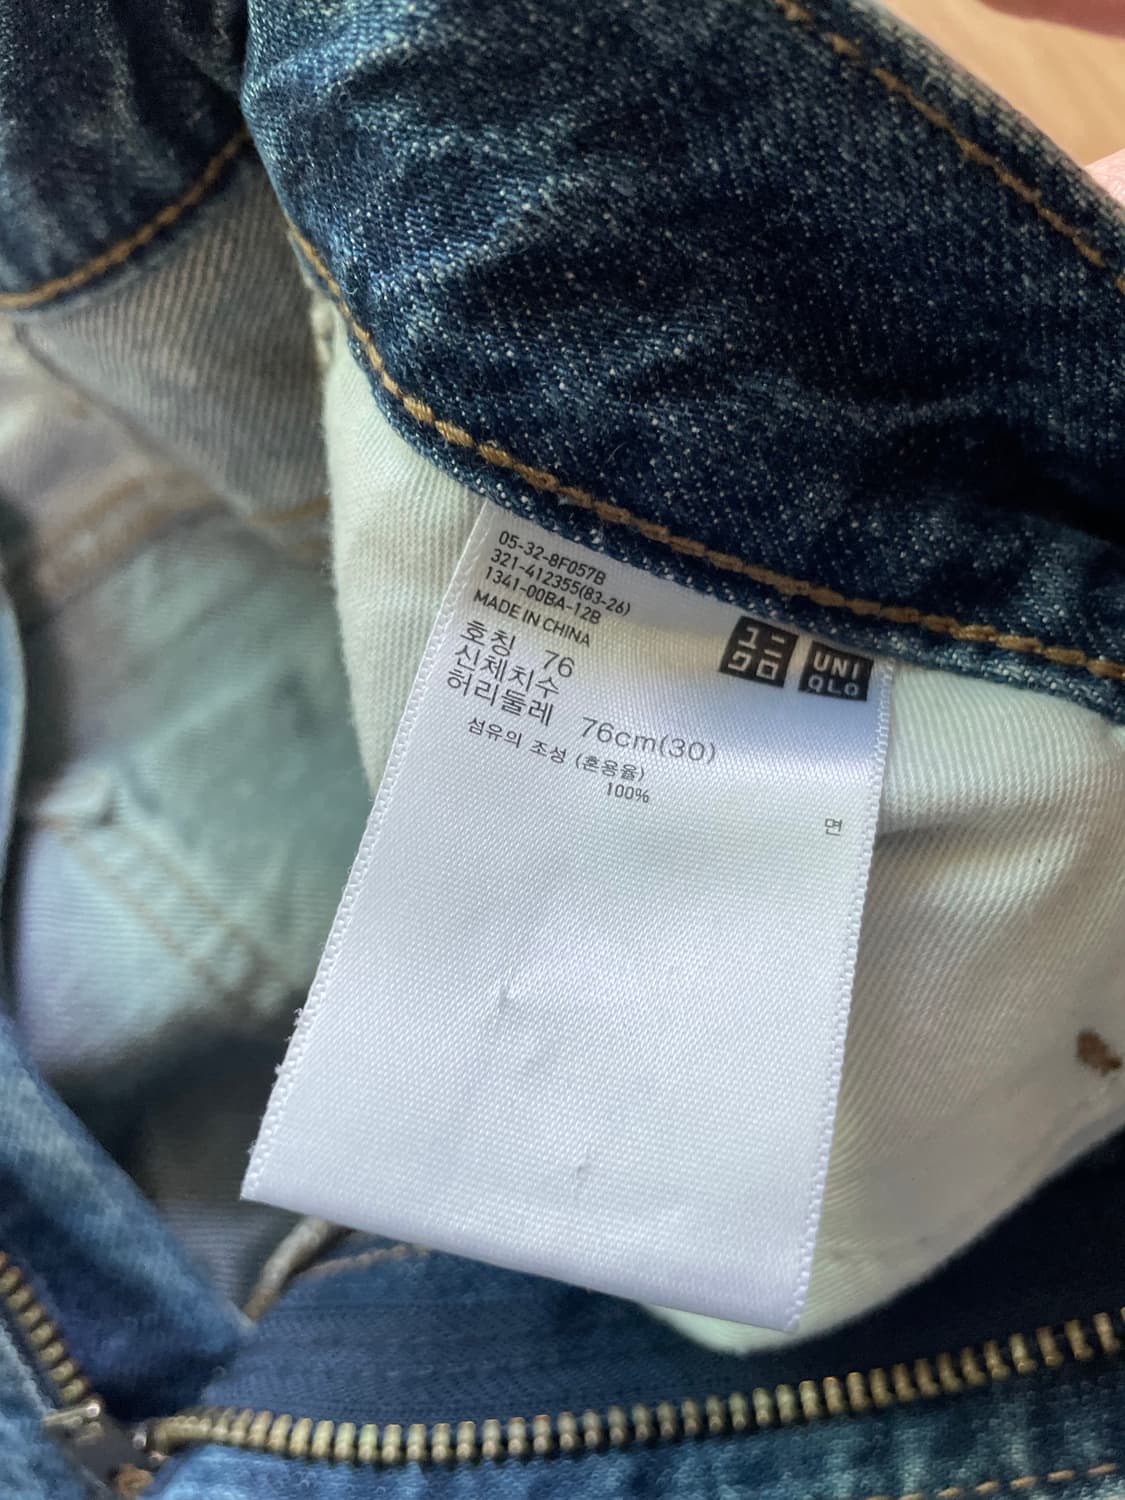 05-32-8F057B
321-412355(83-26)
1341-00BA-12B
MADE IN CHINA
ユニ
クロ
UNI
QLO
호칭 76
신체치수
허리둘레 76cm(30)
섬유의 조성 (혼용율)
100%
면